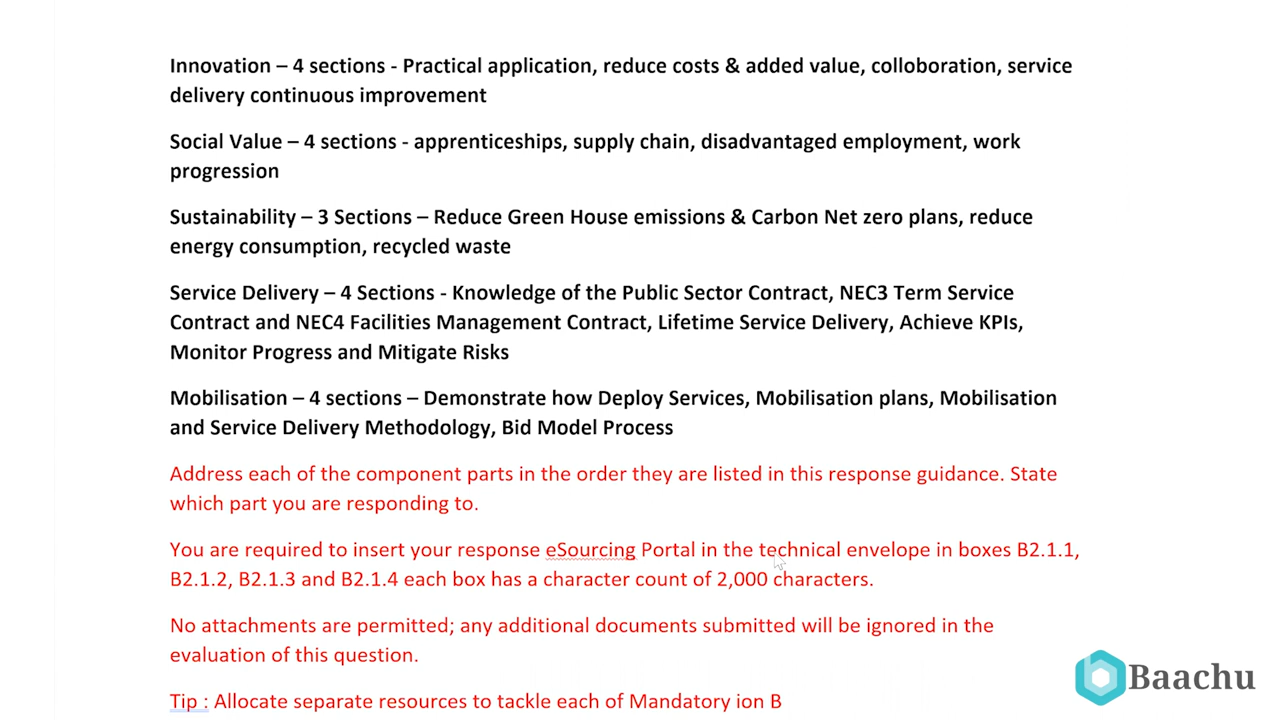 Innovation – 4 sections - Practical application, reduce costs & added value, colloboration, service
delivery continuous improvement
Social Value – 4 sections - apprenticeships, supply chain, disadvantaged employment, work
progression
Sustainability – 3 Sections – Reduce Green House emissions & Carbon Net zero plans, reduce
energy consumption, recycled waste
Service Delivery – 4 Sections - Knowledge of the Public Sector Contract, NEC3 Term Service
Contract and NEC4 Facilities Management Contract, Lifetime Service Delivery, Achieve KPIs,
Monitor Progress and Mitigate Risks
Mobilisation – 4 sections – Demonstrate how Deploy Services, Mobilisation plans, Mobilisation
and Service Delivery Methodology, Bid Model Process
Address each of the component parts in the order they are listed in this response guidance. State
which part you are responding to.
You are required to insert your response eSourcing Portal in the technical envelope in boxes B2.1.1,
B2.1.2, B2.1.3 and B2.1.4 each box has a character count of 2,000 characters.
No attachments are permitted; any additional documents submitted will be ignored in the
evaluation of this question.
Tip : Allocate separate resources to tackle each of Mandatory ion B
Baachu